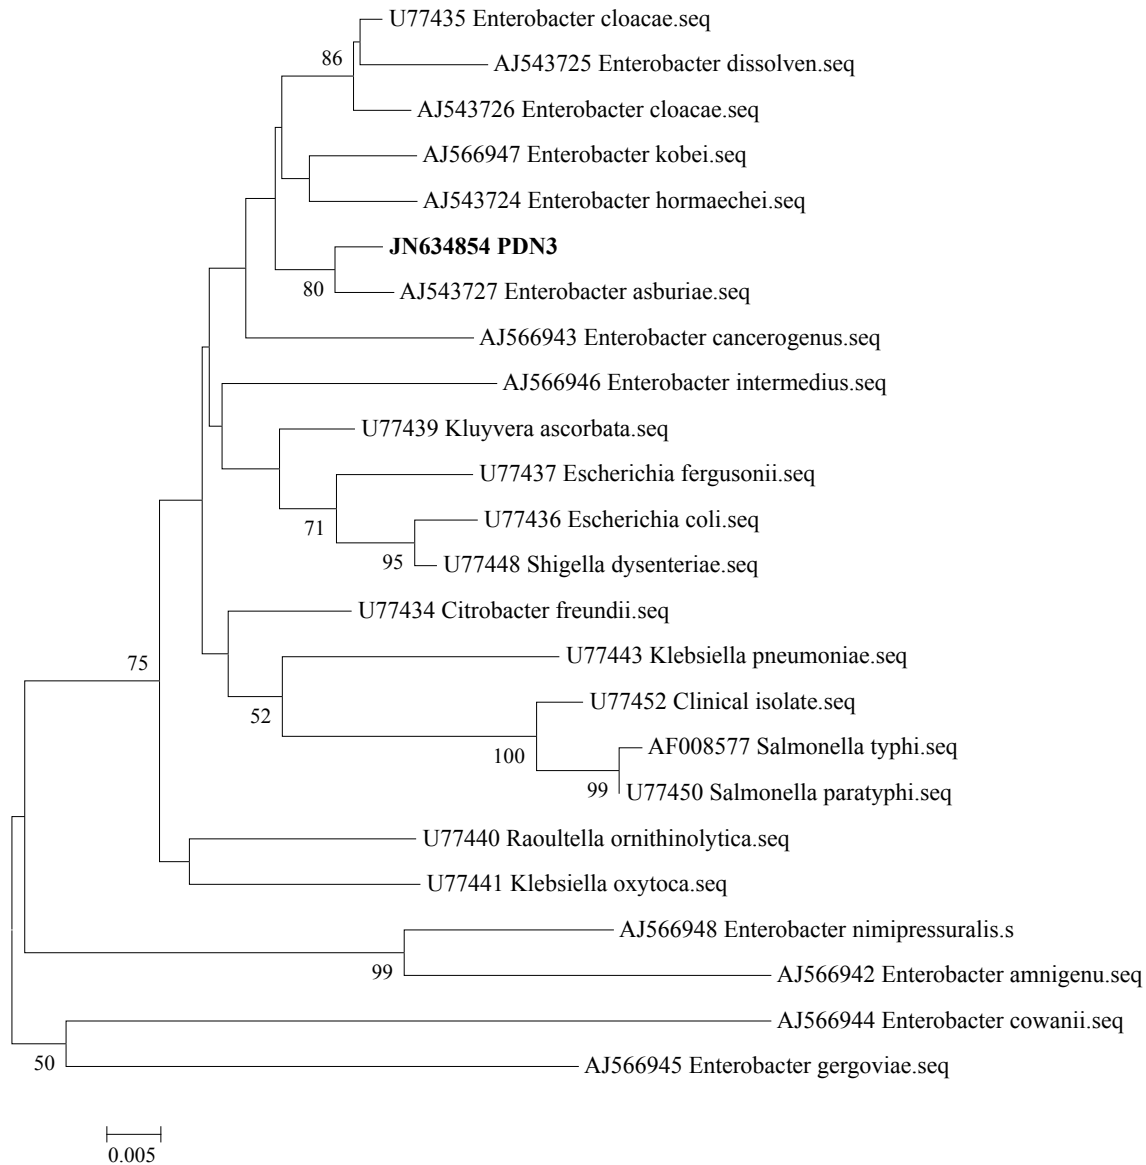 U77435 Enterobacter cloacae.seq
86
AJ543725 Enterobacter dissolven.seq
AJ543726 Enterobacter cloacae.seq
AJ566947 Enterobacter kobei.seq
AJ543724 Enterobacter hormaechei.seq
JN634854 PDN3
80
AJ543727 Enterobacter asburiae.seq
AJ566943 Enterobacter cancerogenus.seq
AJ566946 Enterobacter intermedius.seq
U77439 Kluyvera ascorbata.seq
U77437 Escherichia fergusonii.seq
71
U77436 Escherichia coli.seq
95
U77448 Shigella dysenteriae.seq
U77434 Citrobacter freundii.seq
75
U77443 Klebsiella pneumoniae.seq
52
U77452 Clinical isolate.seq
100
AF008577 Salmonella typhi.seq
99
U77450 Salmonella paratyphi.seq
U77440 Raoultella ornithinolytica.seq
U77441 Klebsiella oxytoca.seq
AJ566948 Enterobacter nimipressuralis.s
99
AJ566942 Enterobacter amnigenu.seq
AJ566944 Enterobacter cowanii.seq
50
AJ566945 Enterobacter gergoviae.seq
0.005